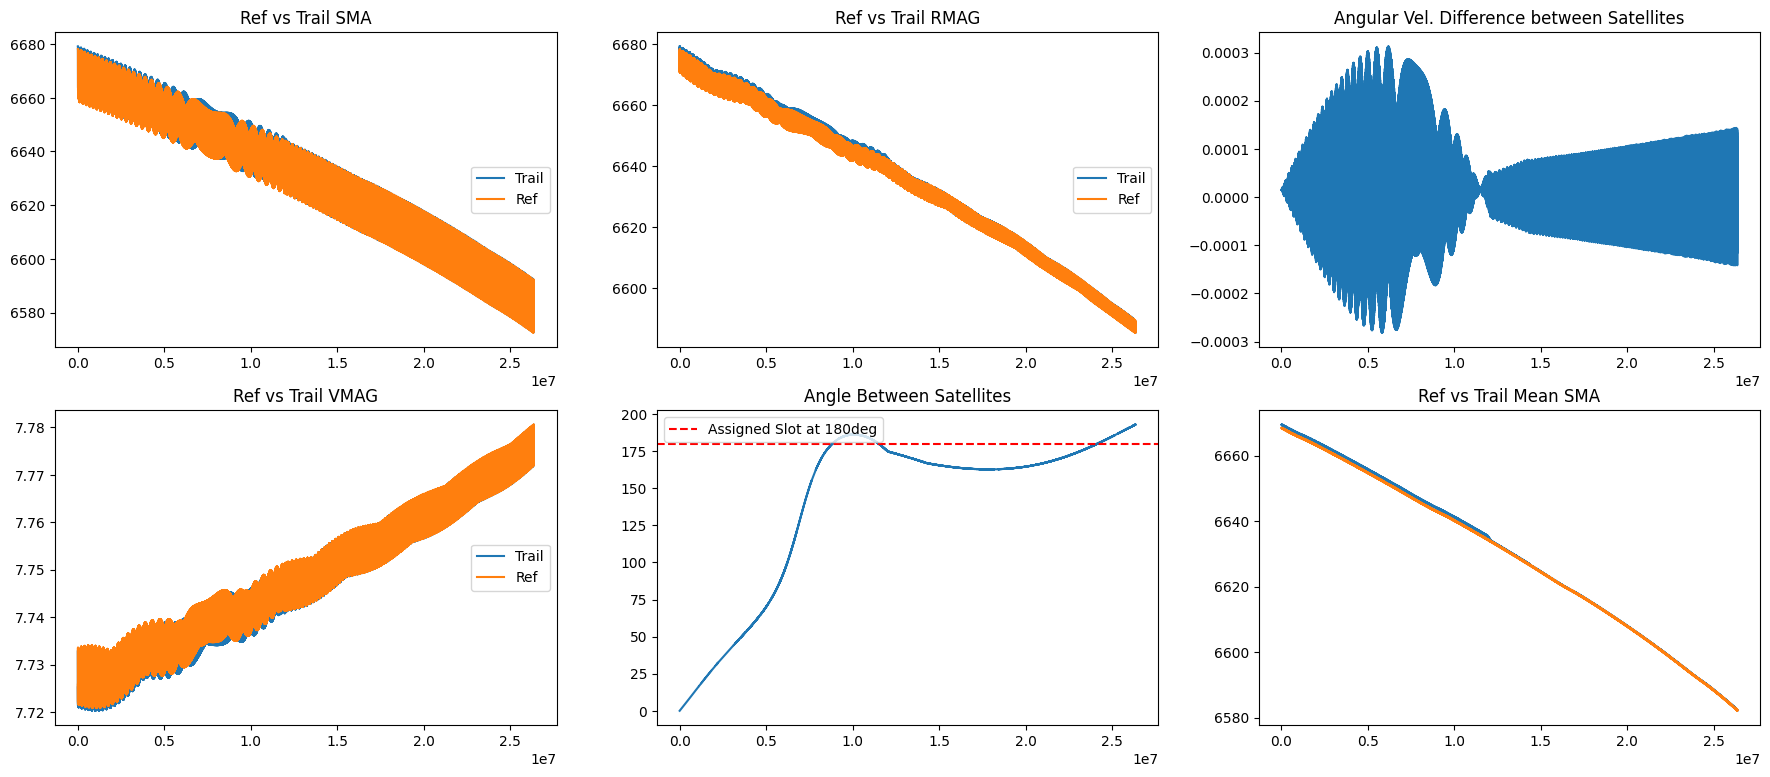 Ref vs Trail SMA
6680
6660
6640
6620
6600
6580
Trail
Ref
0.0 0.5 1.0 1.5 2.0 2.5
1e7
Ref vs Trail RMAG
6680
6660
6640
6620
6600
Trail
Ref
0.0 0.5 1.0 1.5 2.0 2.5
1e7
Angular Vel. Difference between Satellites
0.0003
0.0002
0.0001
0.0000
−0.0001
−0.0002
−0.0003
0.0 0.5 1.0 1.5 2.0 2.5
1e7
Ref vs Trail VMAG
7.78
7.77
7.76
7.75
7.74
7.73
7.72
Trail
Ref
0.0 0.5 1.0 1.5 2.0 2.5
1e7
Angle Between Satellites
200
175
150
125
100
75
50
25
0
Assigned Slot at 180deg
0.0 0.5 1.0 1.5 2.0 2.5
1e7
Ref vs Trail Mean SMA
6660
6640
6620
6600
6580
0.0 0.5 1.0 1.5 2.0 2.5
1e7